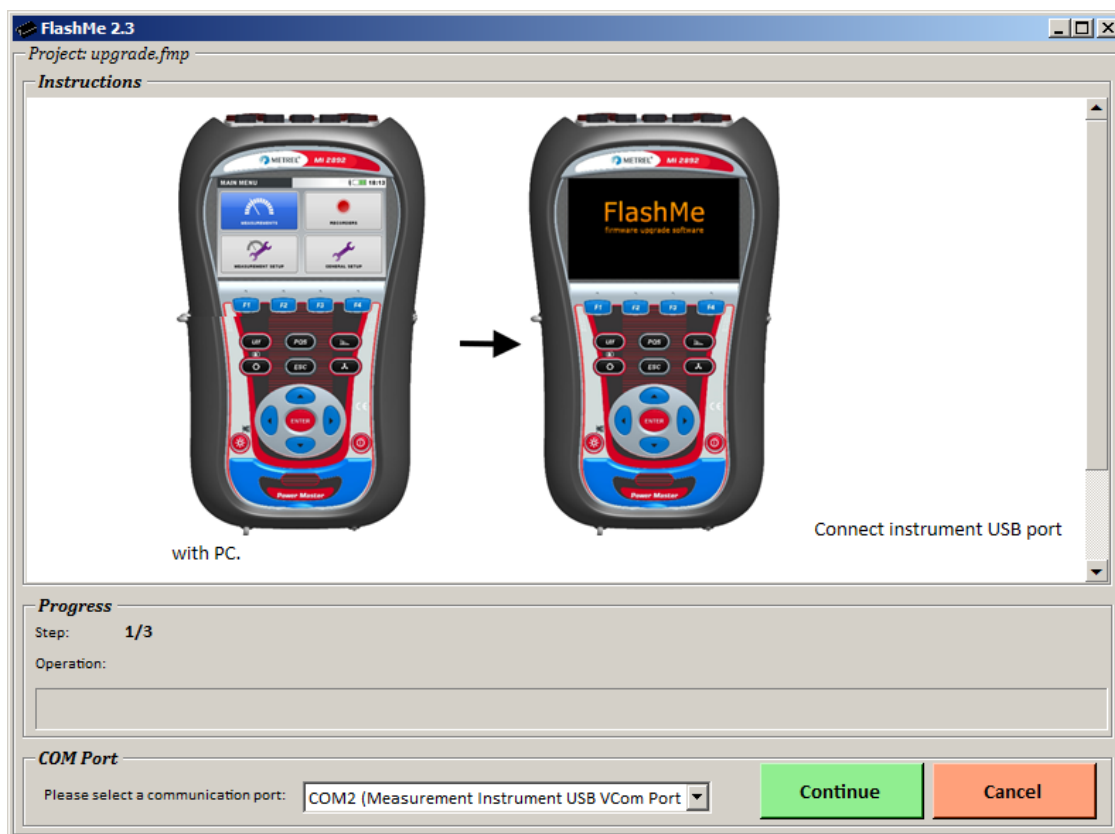 FlashMe 2.3
Project: upgrade.fmp
Instructions
METREL MI 2892
MAIN MENU 18:13
MEASUREMENTS RECORDERS
MEASUREMENT SETUP GENERAL SETUP
F1 F2 F3 F4
UIf PQS
ESC
ENTER
Power Master
METREL MI 2892
FlashMe
firmware upgrade software
F1 F2 F3 F4
UIf PQS
ESC
ENTER
Power Master
Connect instrument USB port
with PC.
Progress
Step: 1/3
Operation:
COM Port
Please select a communication port: COM2 (Measurement Instrument USB VCom Port
Continue Cancel